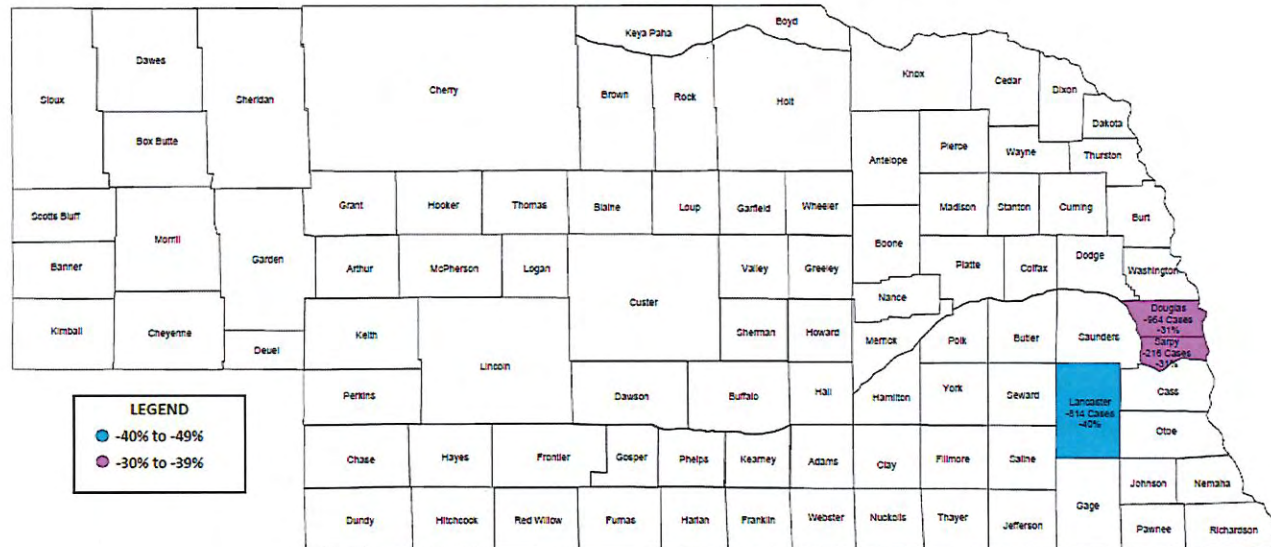 Keya Paha
Boyd
Dawes
Sioux
Sheridan
Cherry
Brown
Rock
Holt
Knox
Cedar
Dixon
Dakota
Box Butte
Antelope
Pierce
Wayne
Thurston
Scotts Bluff
Morrill
Garden
Grant
Hooker
Thomas
Blaine
Loup
Garfield
Wheeler
Madison
Stanton
Cuming
Burt
Boone
Banner
Arthur
McPherson
Logan
Custer
Valley
Greeley
Platte
Colfax
Dodge
Washington
Nance
Kimball
Cheyenne
Deuel
Keith
Lincoln
Sherman
Howard
Merrick
Polk
Butler
Saunders
Douglas
-964 Cases
-31%
Sarpy
-216 Cases
-31%
Perkins
Dawson
Buffalo
Hall
Hamilton
York
Seward
Lancaster
-814 Cases
-40%
Cass
Otoe
LEGEND
-40% to -49%
-30% to -39%
Chase
Hayes
Frontier
Gosper
Phelps
Kearney
Adams
Clay
Fillmore
Saline
Gage
Johnson
Nemaha
Dundy
Hitchcock
Red Willow
Furnas
Harlan
Franklin
Webster
Nuckolls
Thayer
Jefferson
Pawnee
Richardson